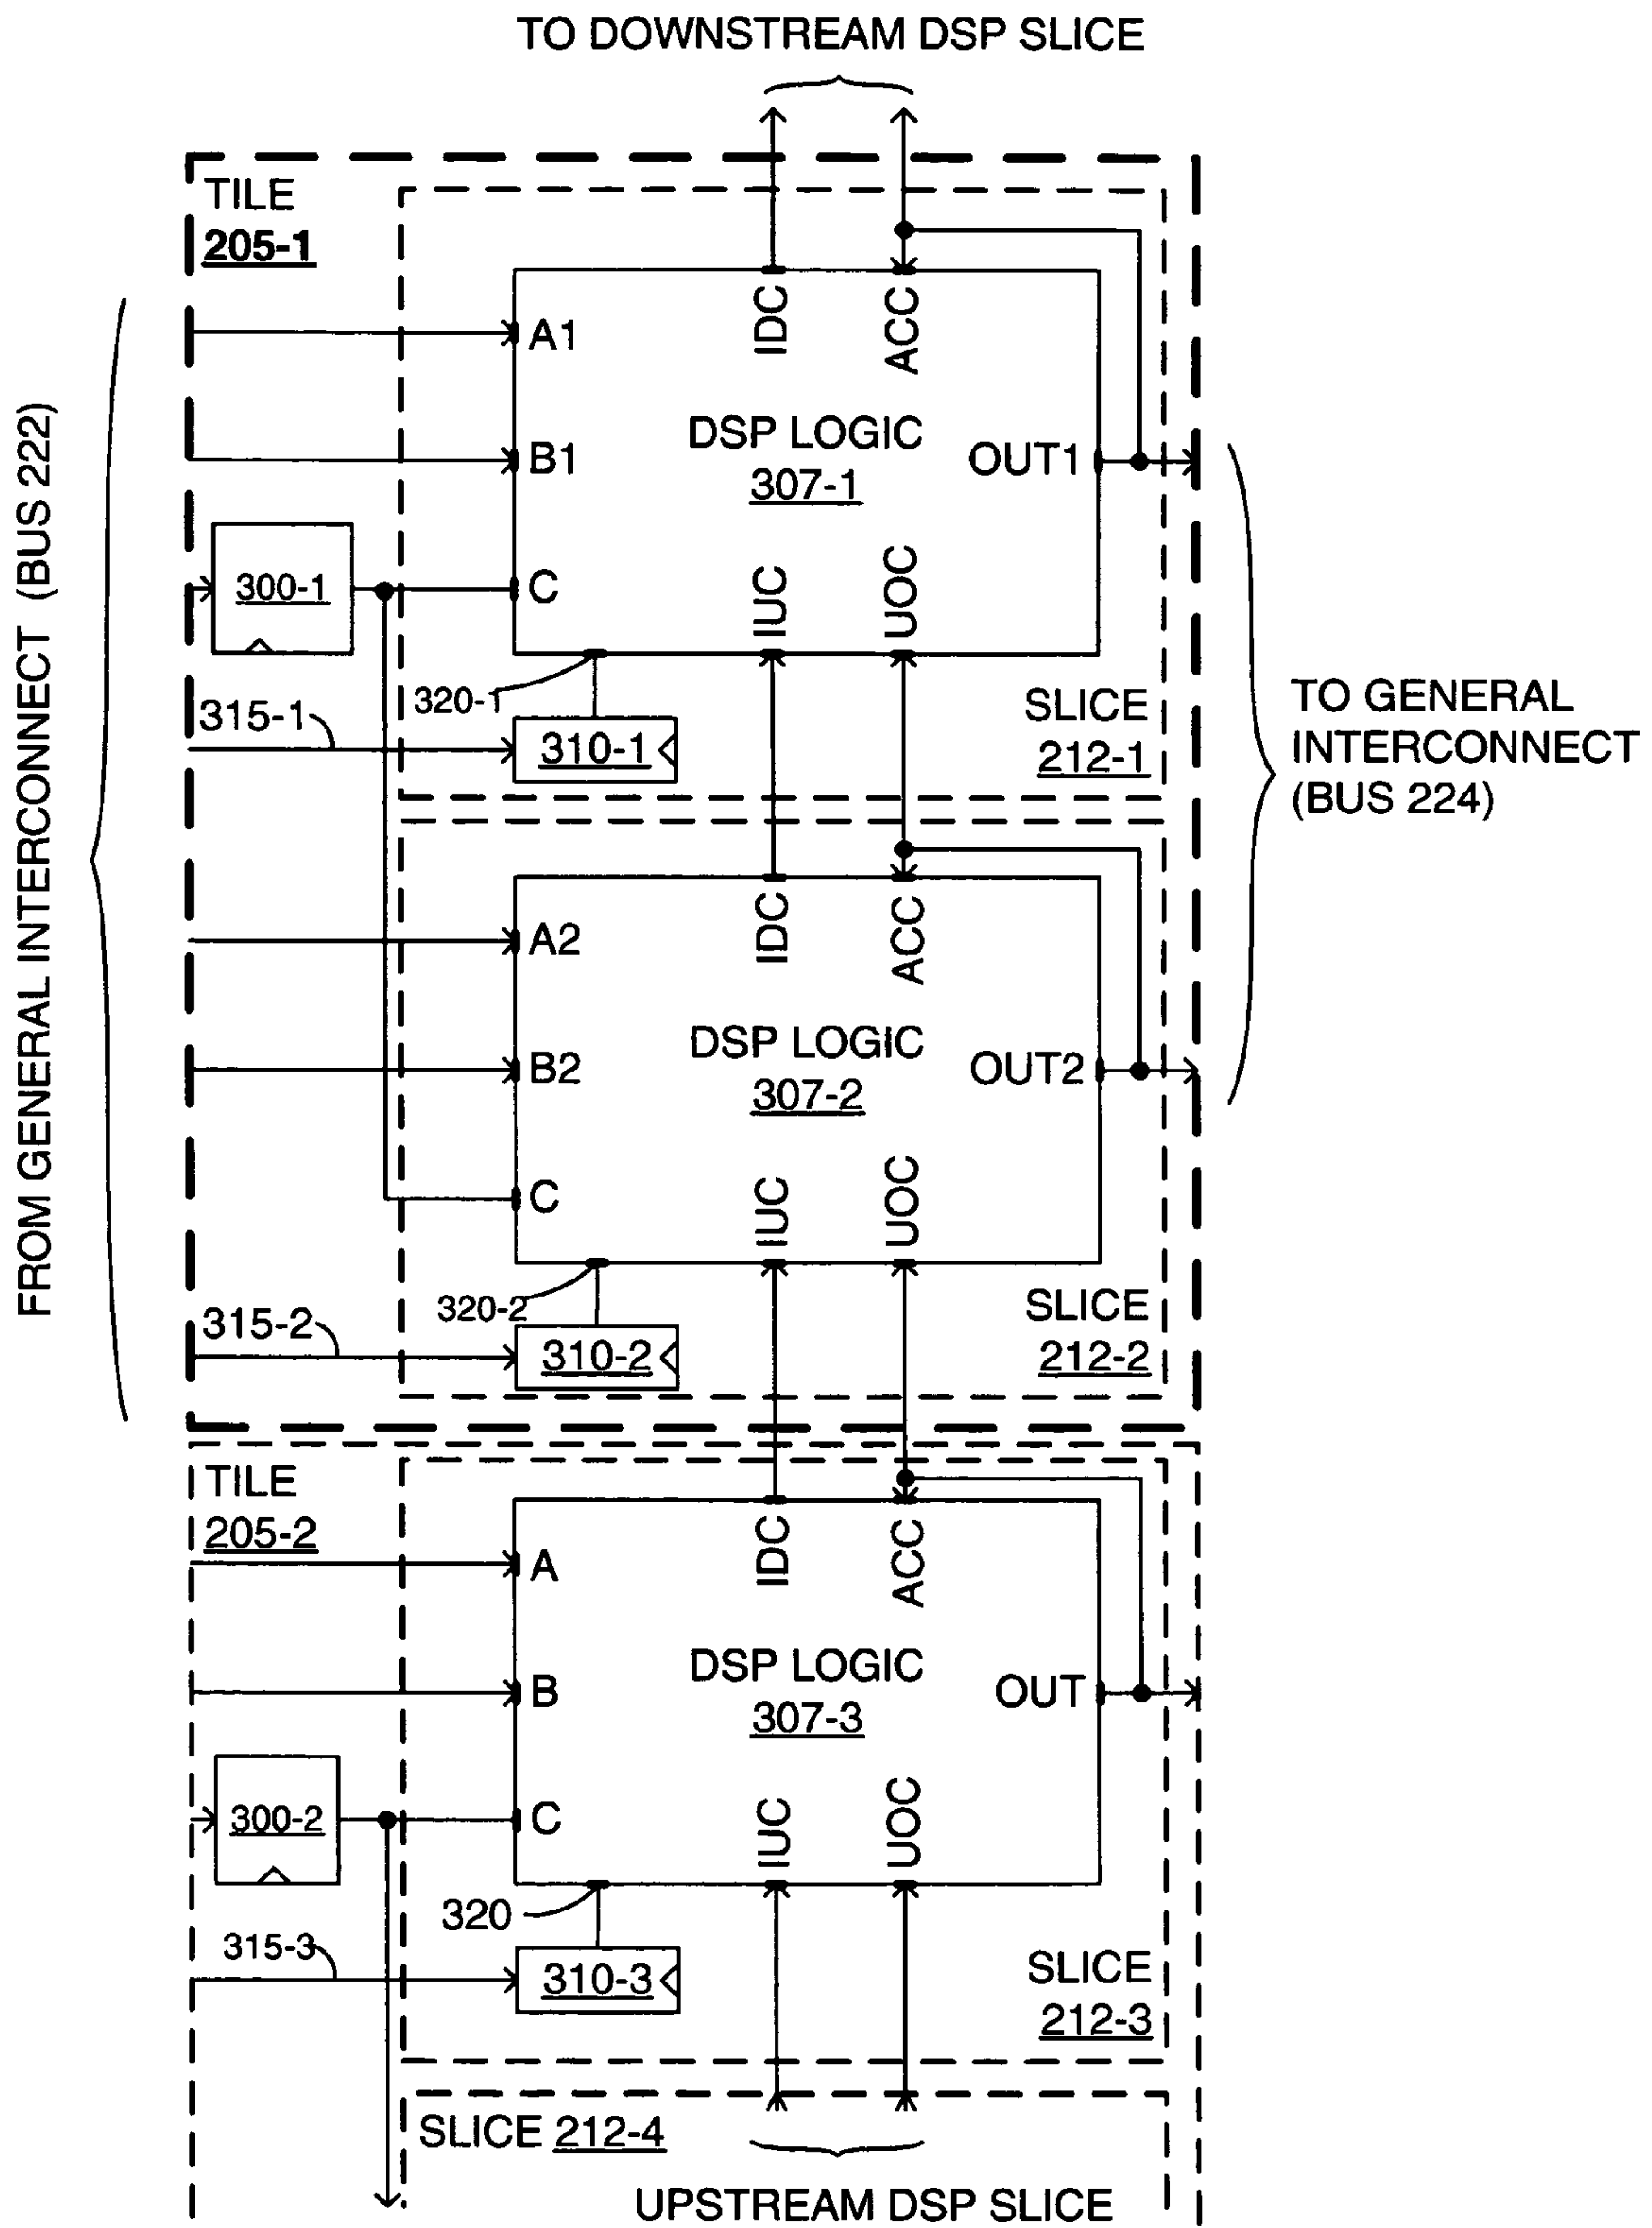 TO DOWNSTREAM DSP SLICE
TILE
205-1
FROM GENERAL INTERCONNECT (BUS 222)
A1
IDC
ACC
B1
DSP LOGIC
307-1
OUT1
300-1
C
IUC
UOC
320-1
315-1
310-1
SLICE
212-1
TO GENERAL
INTERCONNECT
(BUS 224)
A2
IDC
ACC
B2
DSP LOGIC
307-2
OUT2
C
IUC
UOC
320-2
315-2
310-2
SLICE
212-2
TILE
205-2
A
IDC
ACC
B
DSP LOGIC
307-3
OUT
300-2
C
IUC
UOC
320
315-3
310-3
SLICE
212-3
SLICE 212-4
UPSTREAM DSP SLICE